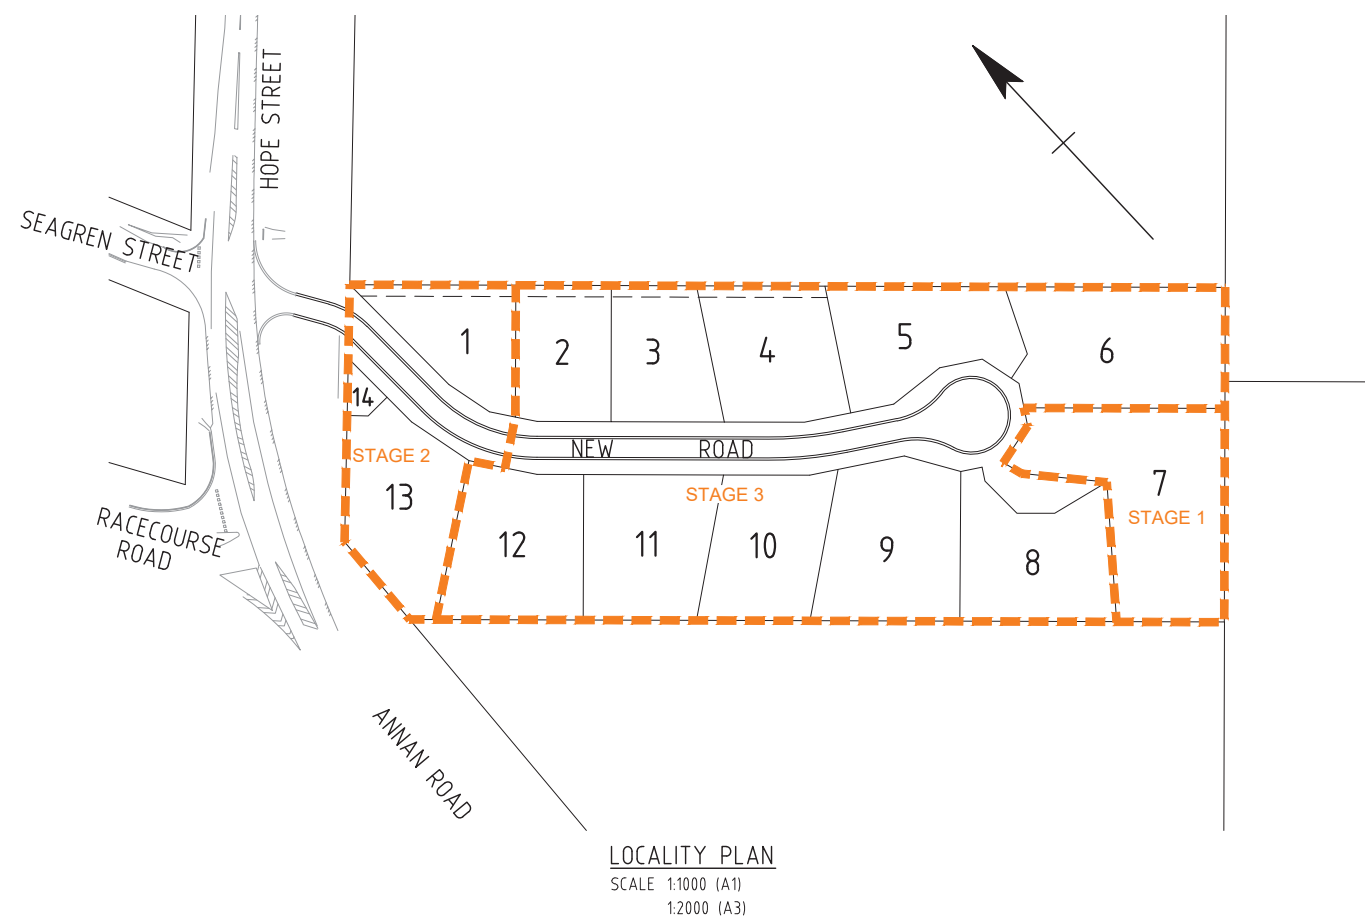 HOPE STREET
SEAGREN STREET
1
2
3
4
5
6
14
NEW ROAD
STAGE 2
13
STAGE 3
7
STAGE 1
12
11
10
9
8
RACECOURSE
ROAD
ANNAN ROAD
LOCALITY PLAN
SCALE 1:1000 (A1)
1:2000 (A3)